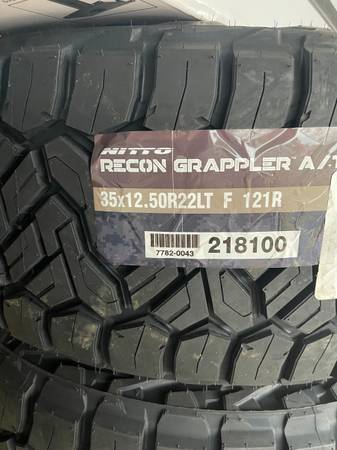 NITTO
RECON GRAPPLER A/T
35x12.50R22LT F 121R
7782-0043
218100